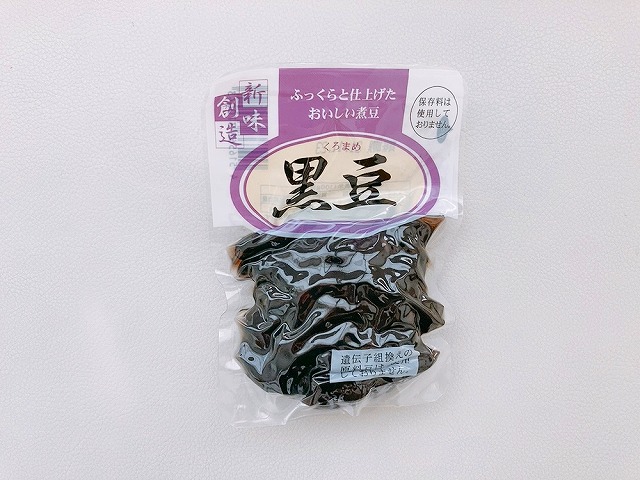 新味
創造
ふっくらと仕上げた
おいしい煮豆
保存料は
使用して
おりません。
くろまめ
黒豆
遺伝子組換えの